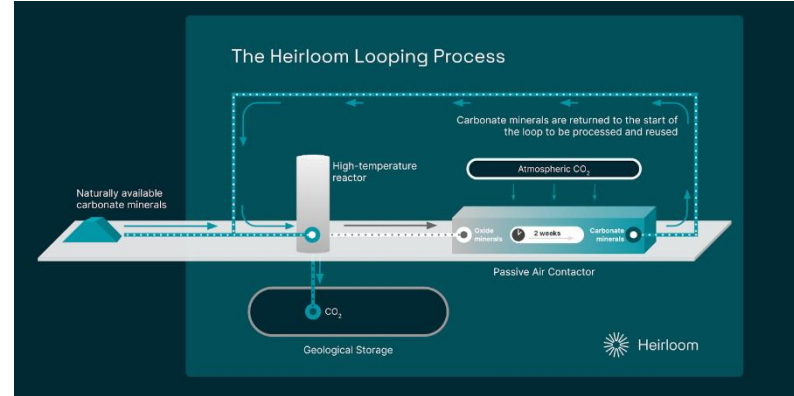 The Heirloom Looping Process
Carbonate minerals are returned to the start of
the loop to be processed and reused
High-temperature
reactor
Atmospheric CO₂
Naturally available
carbonate minerals
Oxide
minerals
2 weeks
Carbonate
minerals
Passive Air Contactor
CO₂
Geological Storage
Heirloom